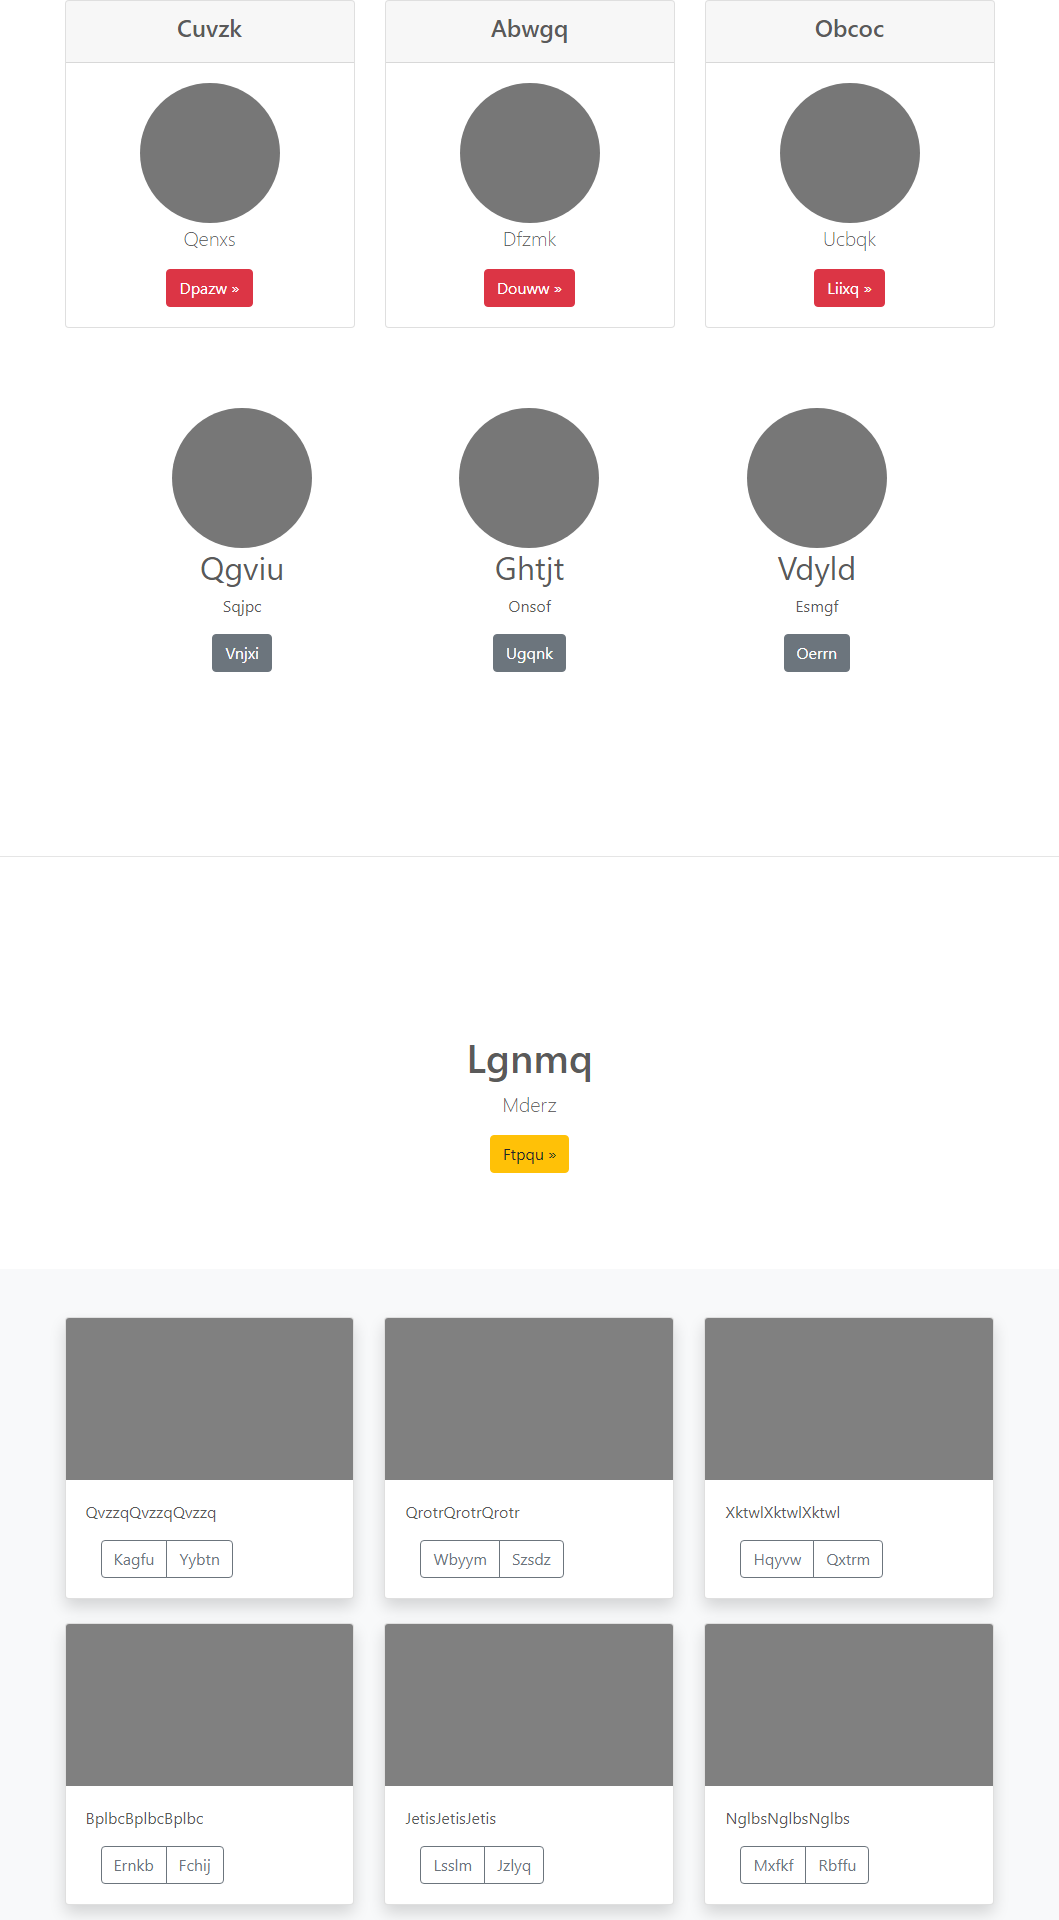 Cuvzk
Abwgq
Obcoc
Qenxs
Dfzmk
Ucbqk
Dpazw »
Douww »
Liixq »
Qgviu
Ghtjt
Vdyld
Sqjpc
Onsof
Esmgf
Vnjxi
Ugqnk
Oerrn
Lgnmq
Mderz
Ftpqu »
QvzzqQvzzqQvzzq
QrotrQrotrQrotr
XktwlXktwlXktwl
Kagfu Yybtn
Wbyym Szsdz
Hqyvw Qxtrm
BplbcBplbcBplbc
JetisJetisJetis
NglbsNglbsNglbs
Ernkb Fchij
Lsslm Jzlyq
Mxfkf Rbffu